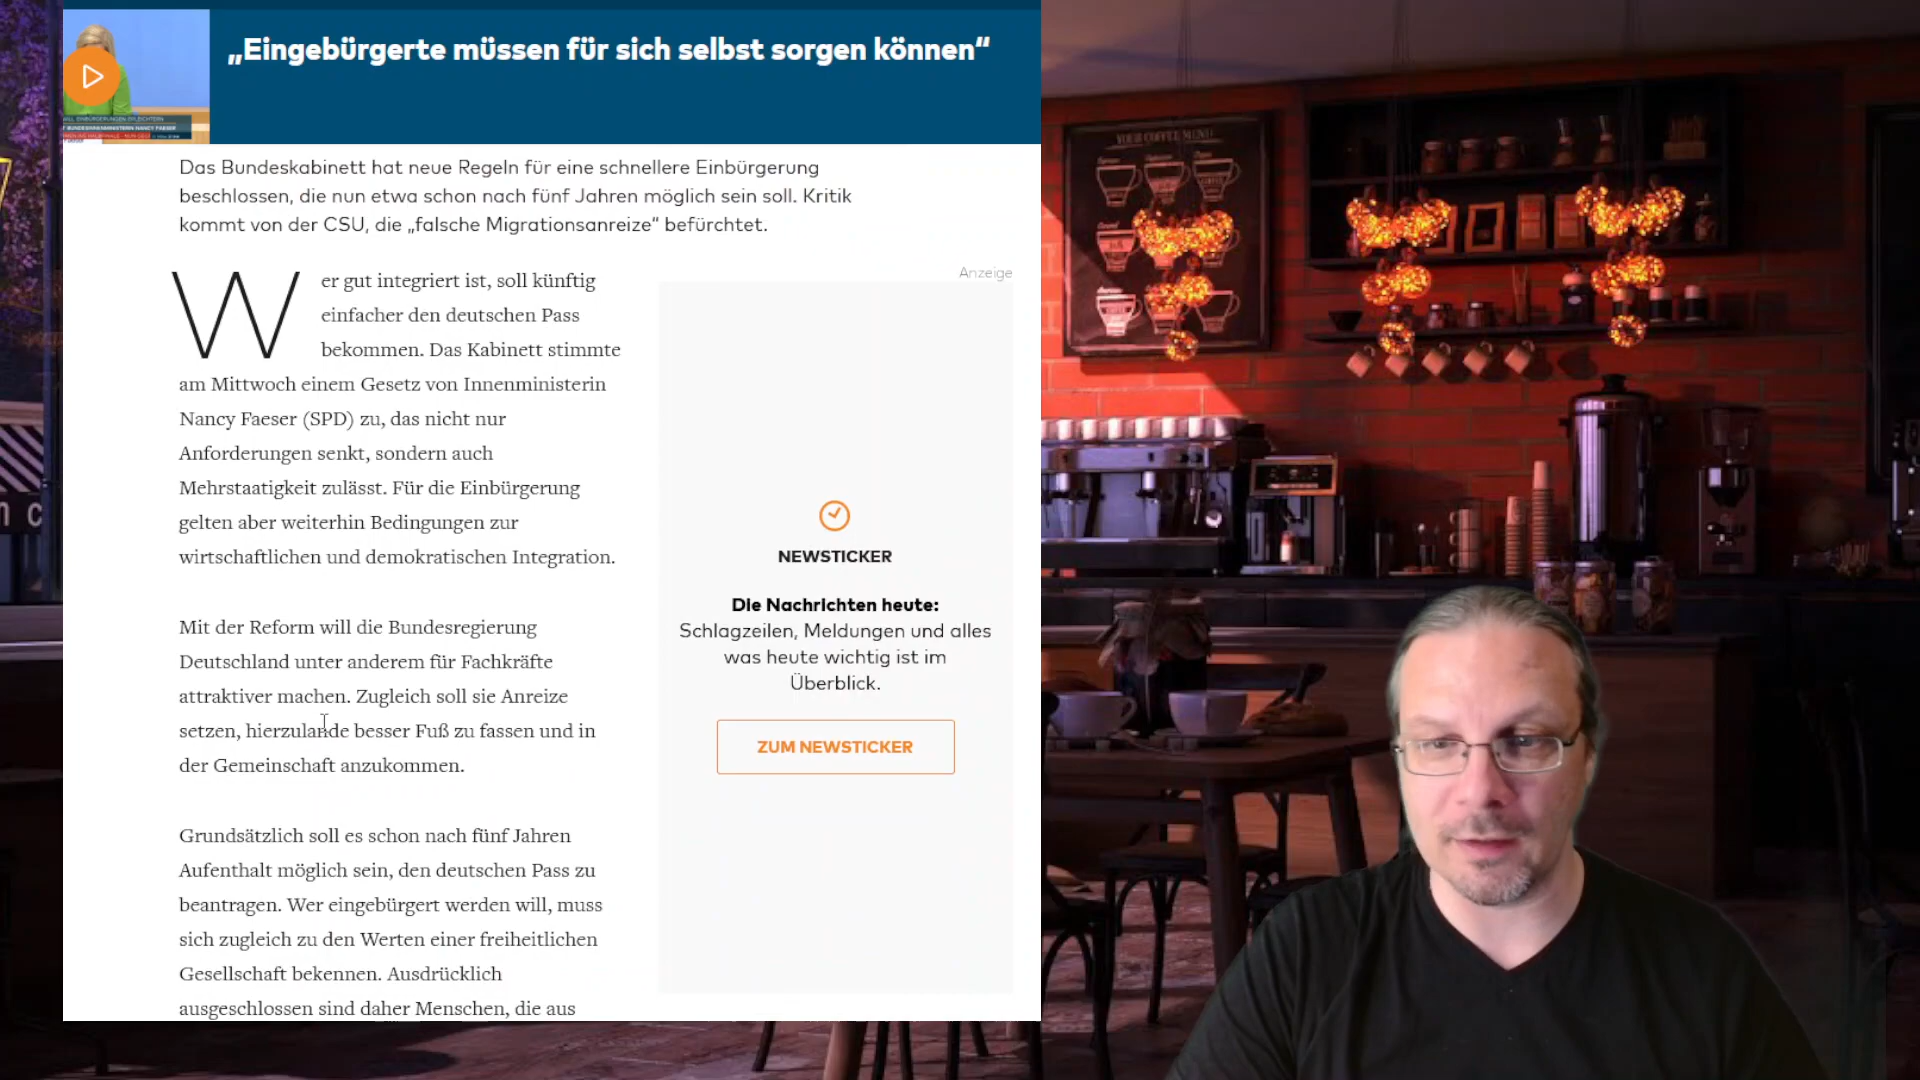 „Eingebürgerte müssen für sich selbst sorgen können“
Das Bundeskabinett hat neue Regeln für eine schnellere Einbürgerung
beschlossen, die nun etwa schon nach fünf Jahren möglich sein soll. Kritik
kommt von der CSU, die „falsche Migrationsanreize“ befürchtet.
Wer gut integriert ist, soll künftig
einfacher den deutschen Pass
bekommen. Das Kabinett stimmte
am Mittwoch einem Gesetz von Innenministerin
Nancy Faeser (SPD) zu, das nicht nur
Anforderungen senkt, sondern auch
Mehrstaatigkeit zulässt. Für die Einbürgerung
gelten aber weiterhin Bedingungen zur
wirtschaftlichen und demokratischen Integration.
Mit der Reform will die Bundesregierung
Deutschland unter anderem für Fachkräfte
attraktiver machen. Zugleich soll sie Anreize
setzen, hierzulande besser Fuß zu fassen und in
der Gemeinschaft anzukommen.
Grundsätzlich soll es schon nach fünf Jahren
Aufenthalt möglich sein, den deutschen Pass zu
beantragen. Wer eingebürgert werden will, muss
sich zugleich zu den Werten einer freiheitlichen
Gesellschaft bekennen. Ausdrücklich
ausgeschlossen sind daher Menschen, die aus
Anzeige
NEWSTICKER
Die Nachrichten heute:
Schlagzeilen, Meldungen und alles
was heute wichtig ist im
Überblick.
ZUM NEWSTICKER
YOUR COFFEE MENU